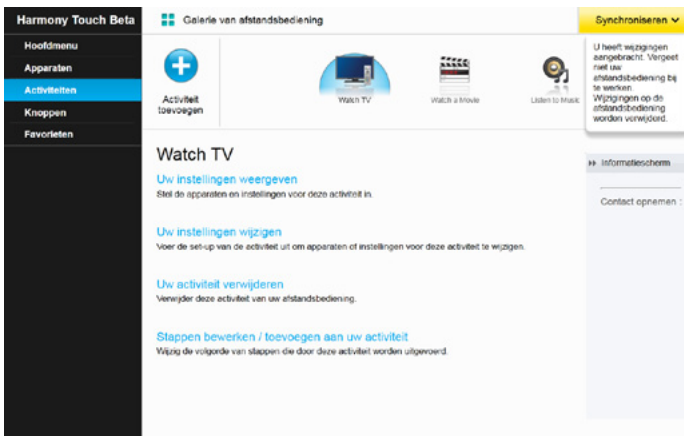 Harmony Touch Beta
Galerie van afstandsbediening
Synchroniseren
Hoofdmenu
Apparaten
Activiteiten
Knoppen
Favorieten
Activiteit
toevoegen
Watch TV
Watch a Movie
Listen to Music
U heeft wijzigingen
aangebracht. Vergeet
niet uw
afstandsbediening bij
te werken.
Wijzigingen op de
afstandsbediening
worden verwijderd.
Watch TV
Uw instellingen weergeven
Stel de apparaten en instellingen voor deze activiteit in.
Uw instellingen wijzigen
Voer de set-up van de activiteit uit om apparaten of instellingen voor deze activiteit te wijzigen.
Uw activiteit verwijderen
Verwijder deze activiteit van uw afstandsbediening.
Stappen bewerken / toevoegen aan uw activiteit
Wijzig de volgorde van stappen die door deze activiteit worden uitgevoerd.
Informatiescherm
Contact opnemen :